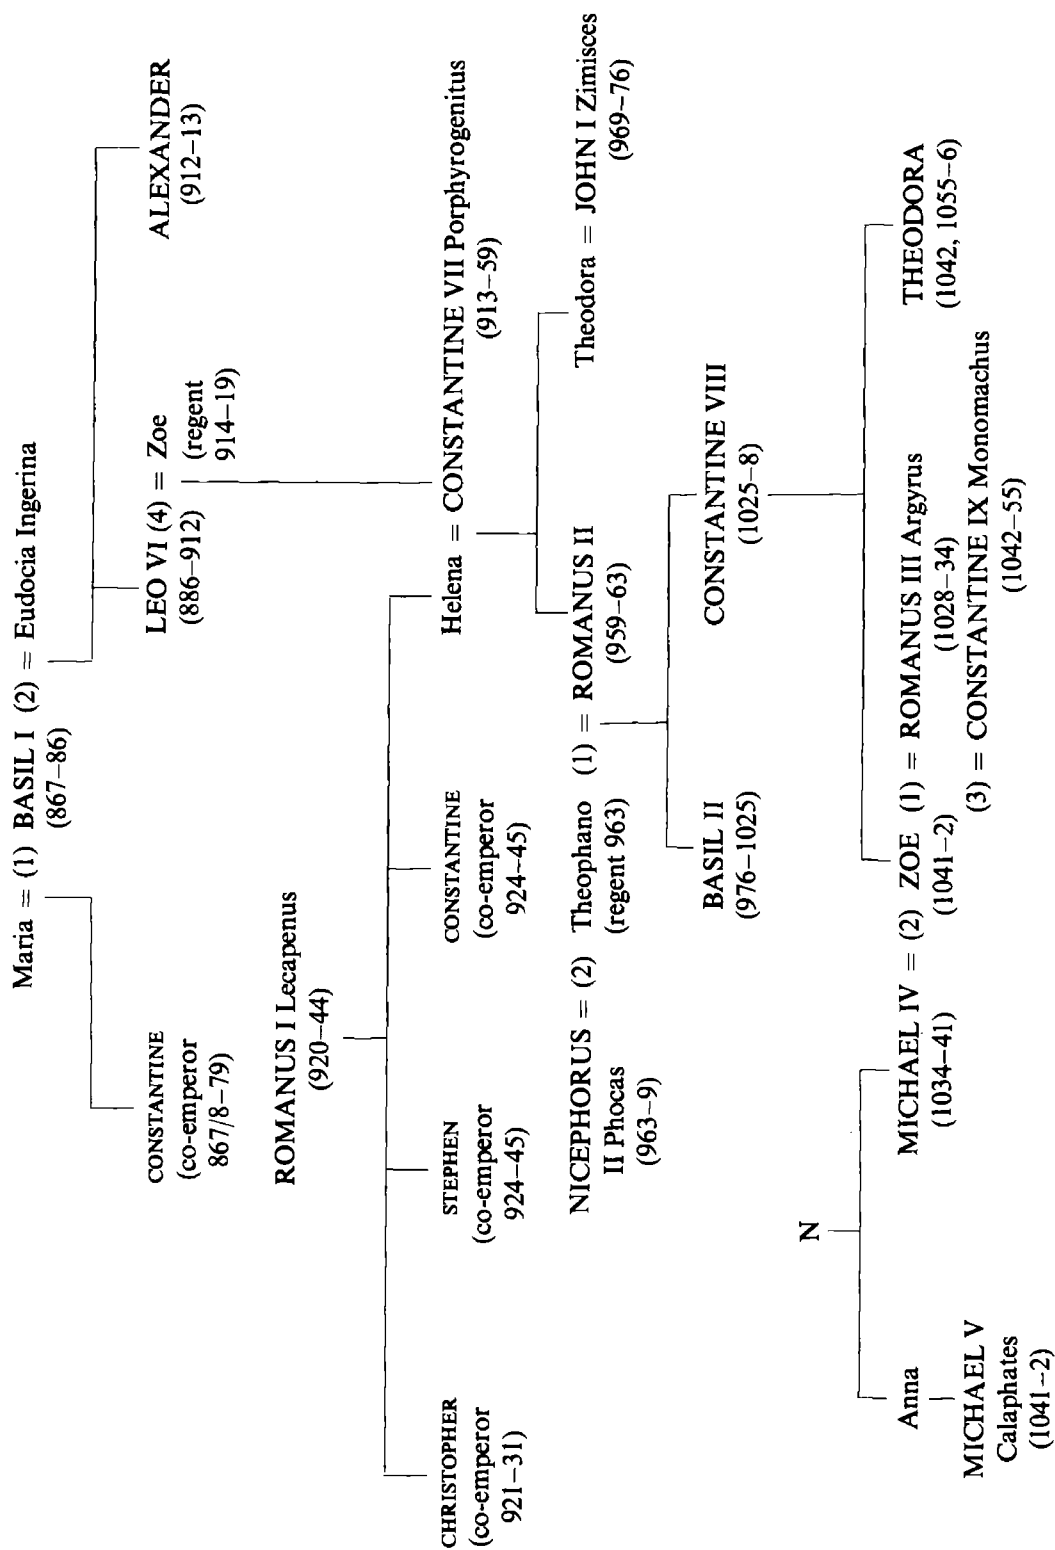 Maria = (1) BASIL I (2) = Eudocia Ingerina
(867–86)
CONSTANTINE
(co-emperor
867/8–79)
LEO VI (4) = Zoe
(886–912)
(regent
914–19)
ALEXANDER
(912–13)
ROMANUS I Lecapenus
(920–44)
CHRISTOPHER
(co-emperor
921–31)
STEPHEN
(co-emperor
924–45)
CONSTANTINE
(co-emperor
924–45)
Helena = CONSTANTINE VII Porphyrogenitus
(913–59)
NICEPHORUS = (2) Theophano (1) = ROMANUS II
II Phocas
(963–9)
(regent 963)
(959–63)
Theodora = JOHN I Zimisces
(969–76)
BASIL II
(976–1025)
CONSTANTINE VIII
(1025–8)
N
Anna
MICHAEL V
Calaphates
(1041–2)
MICHAEL IV = (2) ZOE (1) = ROMANUS III Argyrus
(1034–41)
(1041–2)
(1028–34)
(3) = CONSTANTINE IX Monomachus
(1042–55)
THEODORA
(1042, 1055–6)